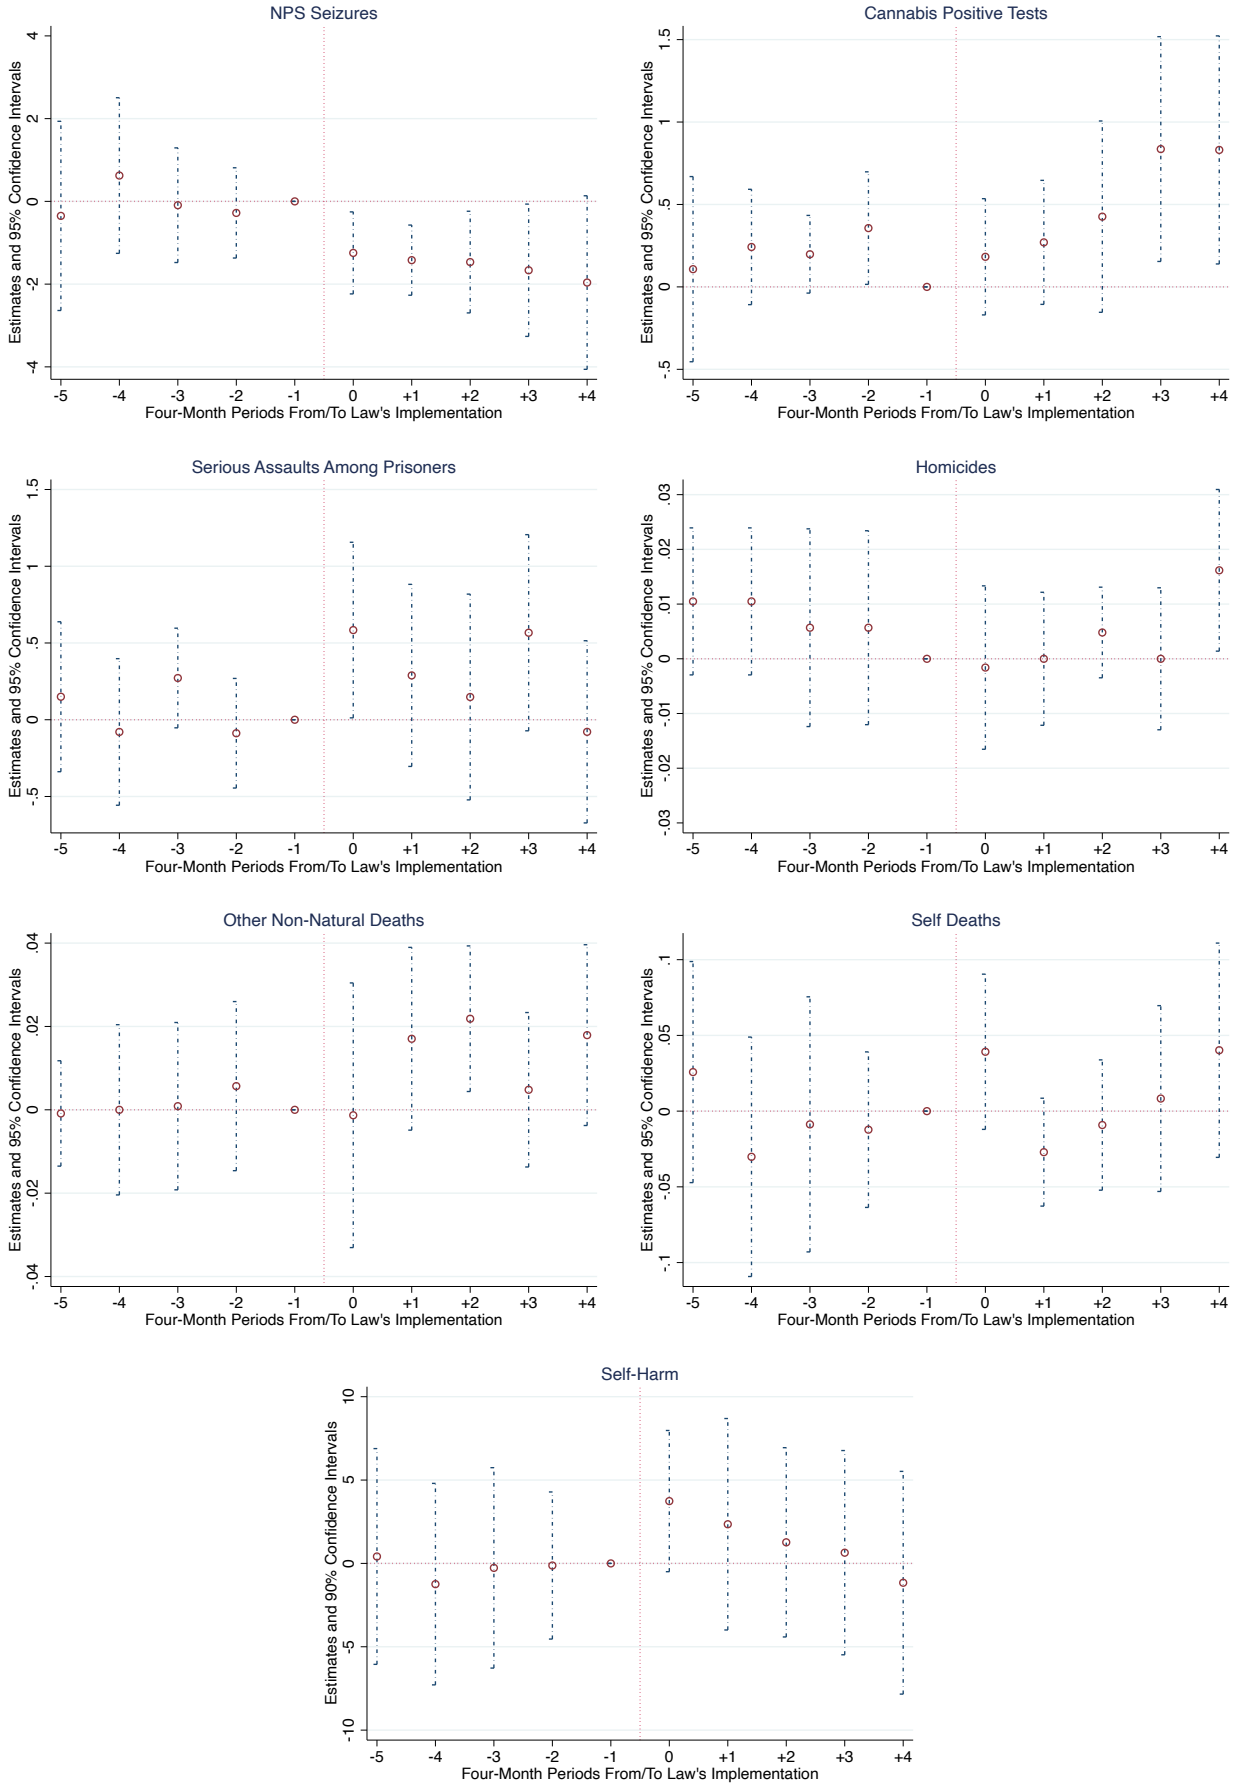 NPS Seizures
Estimates and 95% Confidence Intervals
4
2
0
-2
-4
-5 -4 -3 -2 -1 0 +1 +2 +3 +4
Four-Month Periods From/To Law's Implementation
Cannabis Positive Tests
Estimates and 95% Confidence Intervals
1.5
1
.5
0
-.5
-5 -4 -3 -2 -1 0 +1 +2 +3 +4
Four-Month Periods From/To Law's Implementation
Serious Assaults Among Prisoners
Estimates and 95% Confidence Intervals
1.5
1
.5
0
-.5
-5 -4 -3 -2 -1 0 +1 +2 +3 +4
Four-Month Periods From/To Law's Implementation
Homicides
Estimates and 95% Confidence Intervals
.03
.02
.01
0
-.01
-.02
-.03
-5 -4 -3 -2 -1 0 +1 +2 +3 +4
Four-Month Periods From/To Law's Implementation
Other Non-Natural Deaths
Estimates and 95% Confidence Intervals
.04
.02
0
-.02
-.04
-5 -4 -3 -2 -1 0 +1 +2 +3 +4
Four-Month Periods From/To Law's Implementation
Self Deaths
Estimates and 95% Confidence Intervals
.1
.05
0
-.05
-.1
-5 -4 -3 -2 -1 0 +1 +2 +3 +4
Four-Month Periods From/To Law's Implementation
Self-Harm
Estimates and 90% Confidence Intervals
10
5
0
-5
-10
-5 -4 -3 -2 -1 0 +1 +2 +3 +4
Four-Month Periods From/To Law's Implementation